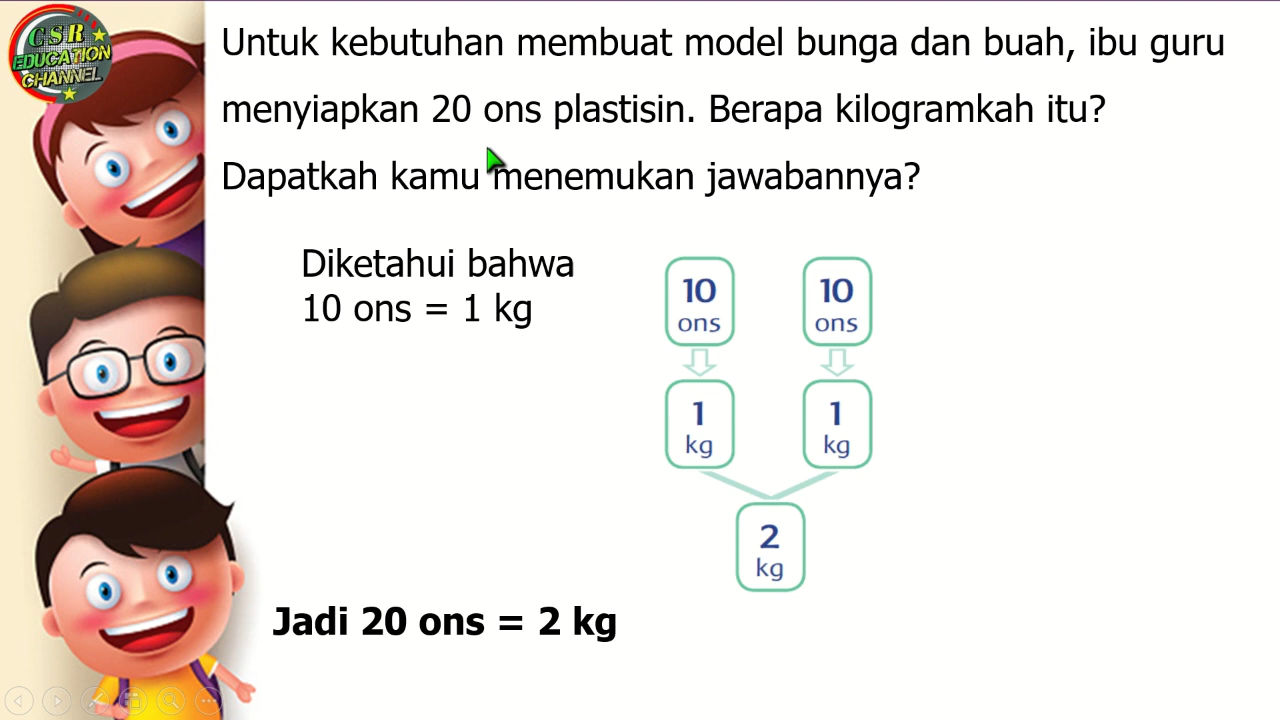 CSR
EDUCATION
CHANNEL
Untuk kebutuhan membuat model bunga dan buah, ibu guru
menyiapkan 20 ons plastisin. Berapa kilogramkah itu?
Dapatkah kamu menemukan jawabannya?
Diketahui bahwa
10 ons = 1 kg
10 ons
10 ons
1 kg
1 kg
2 kg
Jadi 20 ons = 2 kg